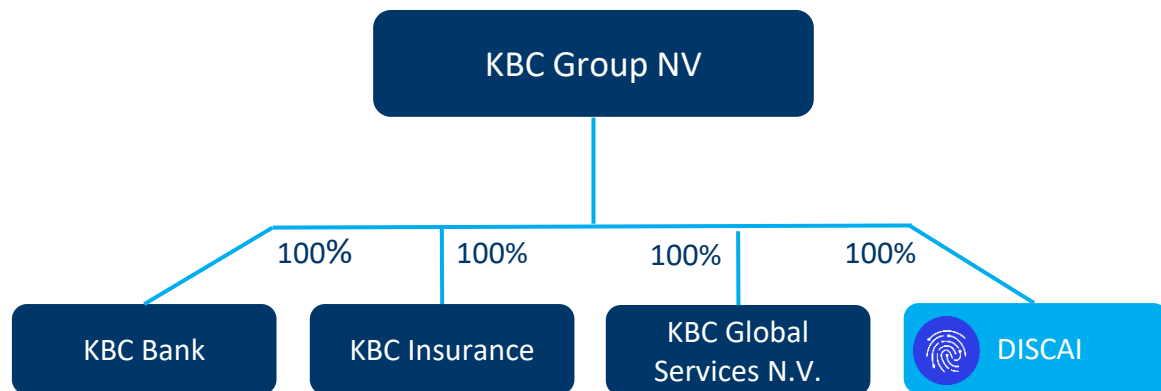 KBC Group NV
100%
100%
100%
100%
KBC Bank
KBC Insurance
KBC Global
Services N.V.
DISCAI